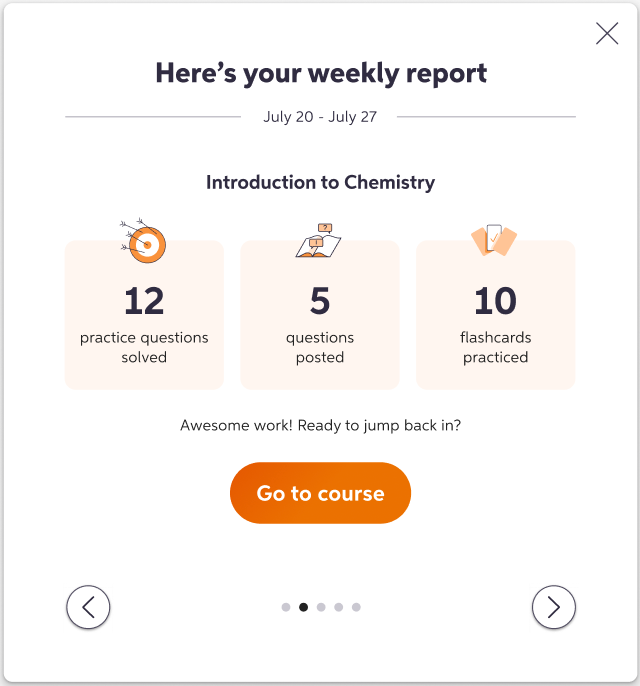 Here’s your weekly report
July 20 - July 27
Introduction to Chemistry
?
!
12
practice questions
solved
5
questions
posted
10
flashcards
practiced
Awesome work! Ready to jump back in?
Go to course